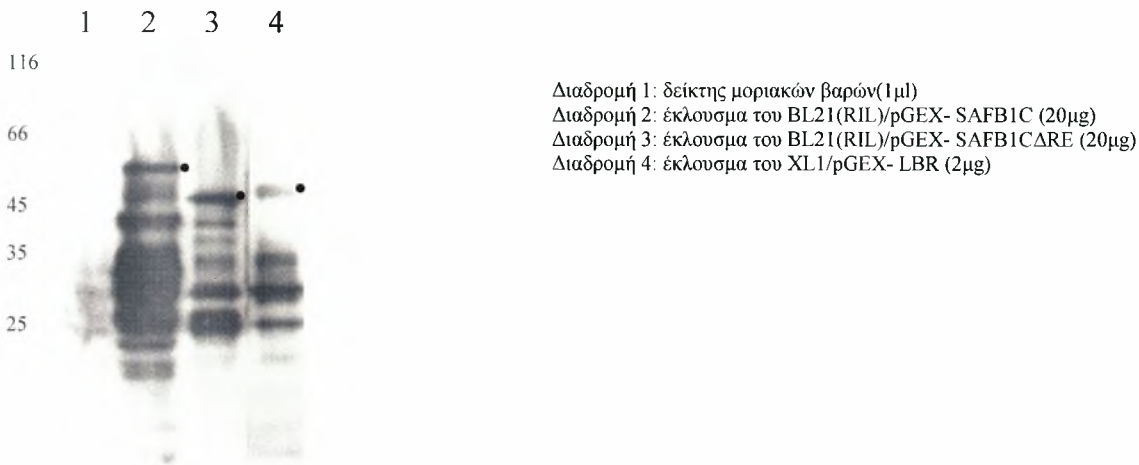 1 2 3 4
116
66
45
35
25
Διαδρομή 1: δείκτης μοριακών βαρών(1μl)
Διαδρομή 2: έκλουσμα του BL21(RIL)/pGEX- SAFB1C (20μg)
Διαδρομή 3: έκλουσμα του BL21(RIL)/pGEX- SAFB1CΔRE (20μg)
Διαδρομή 4: έκλουσμα του XL1/pGEX- LBR (2μg)